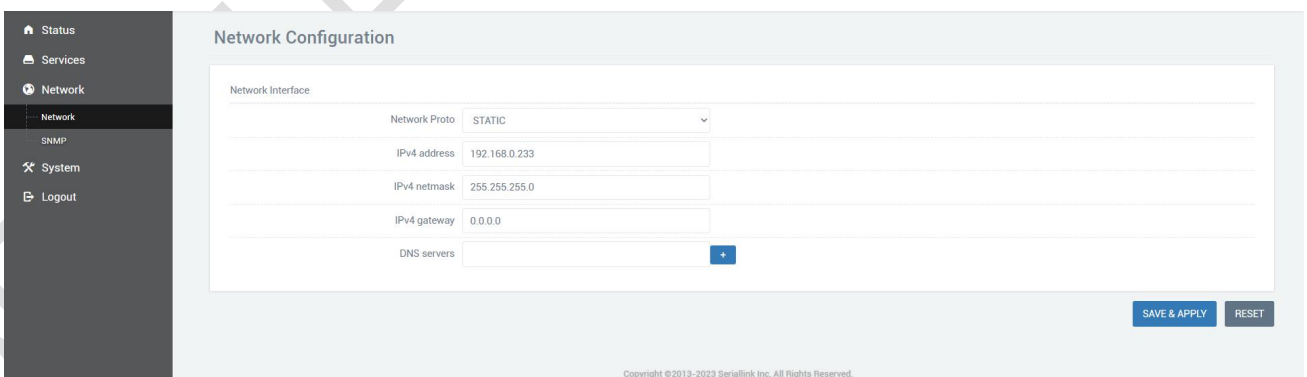 Status
Services
Network
Network
SNMP
System
Logout
Network Configuration
Network Interface
Network Proto STATIC
IPv4 address 192.168.0.233
IPv4 netmask 255.255.255.0
IPv4 gateway 0.0.0.0
DNS servers +
SAVE & APPLY RESET
Copyright ©2013-2023 Seriallink Inc. All Rights Reserved.